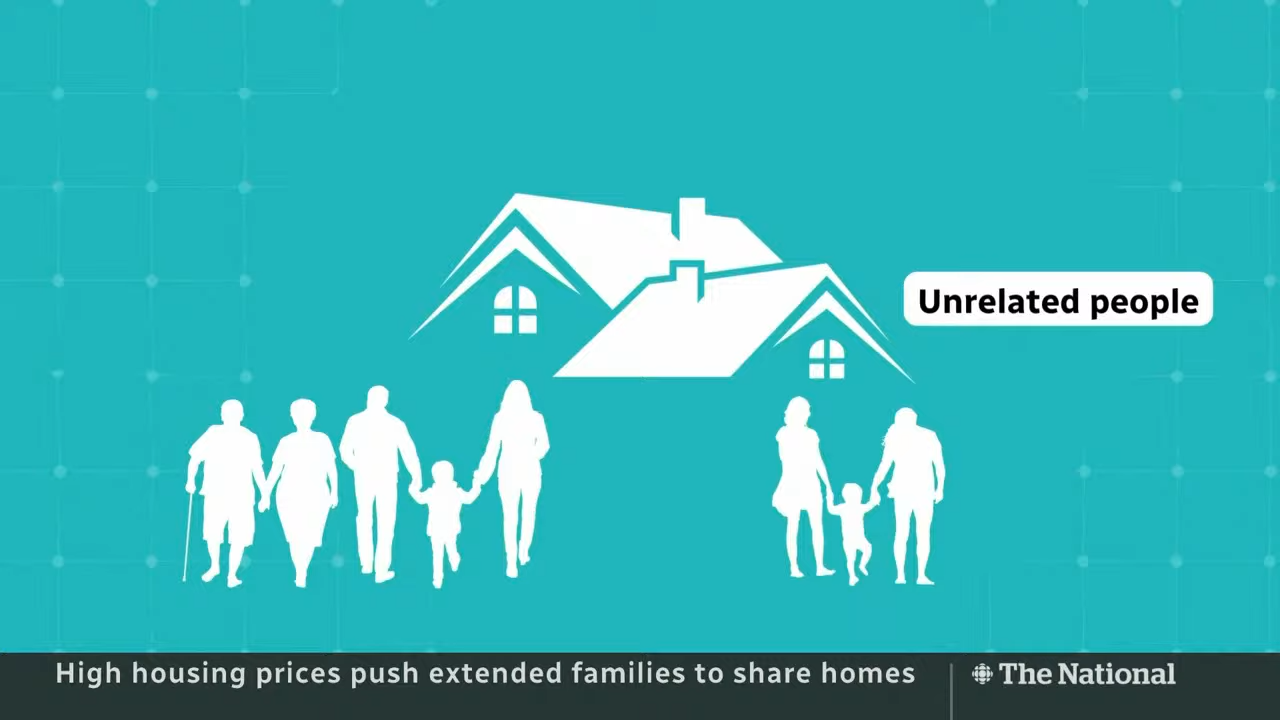 Unrelated people
High housing prices push extended families to share homes
The National